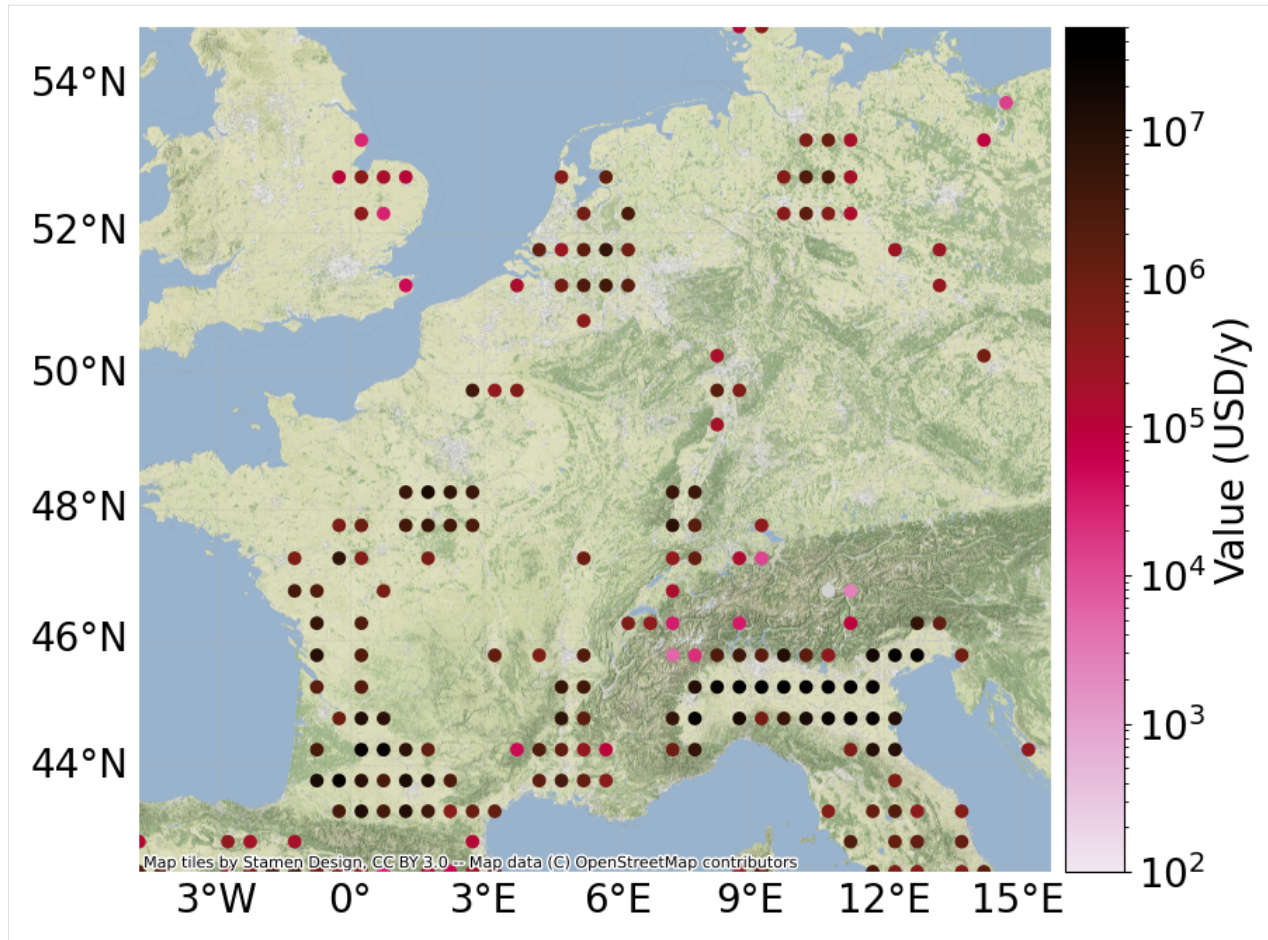 54°N
52°N
50°N
48°N
46°N
44°N
3°W
0°
3°E
6°E
9°E
12°E
15°E
Map tiles by Stamen Design, CC BY 3.0 -- Map data (C) OpenStreetMap contributors
10⁷
10⁶
10⁵
10⁴
10³
10²
Value (USD/y)